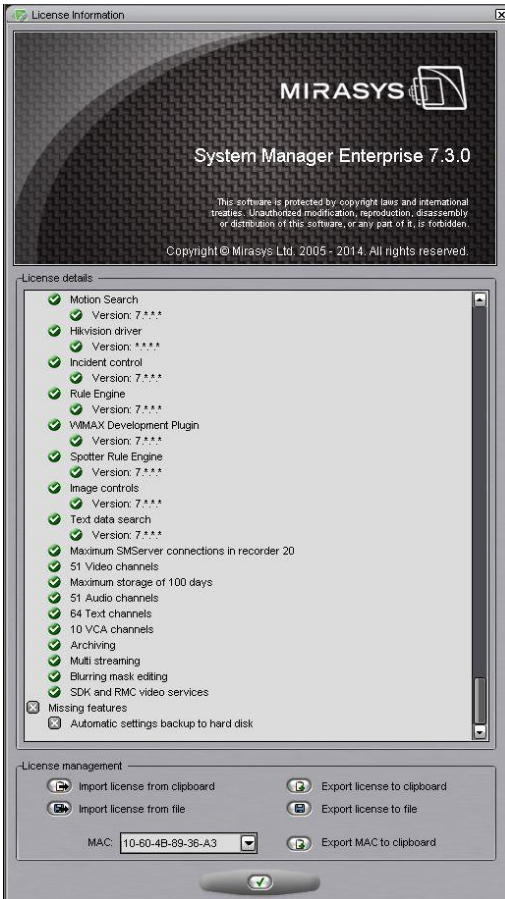 License Information
MIRASYS
System Manager Enterprise 7.3.0
This software is protected by copyright laws and international
treaties. Unauthorized modification, reproduction, disassembly
or distribution of this software, or any part of it, is forbidden.
Copyright © Mirasys Ltd. 2005 - 2014. All rights reserved.
License details
Motion Search
Version: 7.*.*.*
Hikvision driver
Version: *.*.*.*
Incident control
Version: 7.*.*.*
Rule Engine
Version: 7.*.*.*
WIMAX Development Plugin
Version: 7.*.*.*
Spotter Rule Engine
Version: 7.*.*.*
Image controls
Version: 7.*.*.*
Text data search
Version: 7.*.*.*
Maximum SMServer connections in recorder 20
51 Video channels
Maximum storage of 100 days
51 Audio channels
64 Text channels
10 VCA channels
Archiving
Multi streaming
Blurring mask editing
SDK and RMC video services
Missing features
Automatic settings backup to hard disk
License management
Import license from clipboard
Export license to clipboard
Import license from file
Export license to file
MAC: 10-60-4B-89-36-A3
Export MAC to clipboard